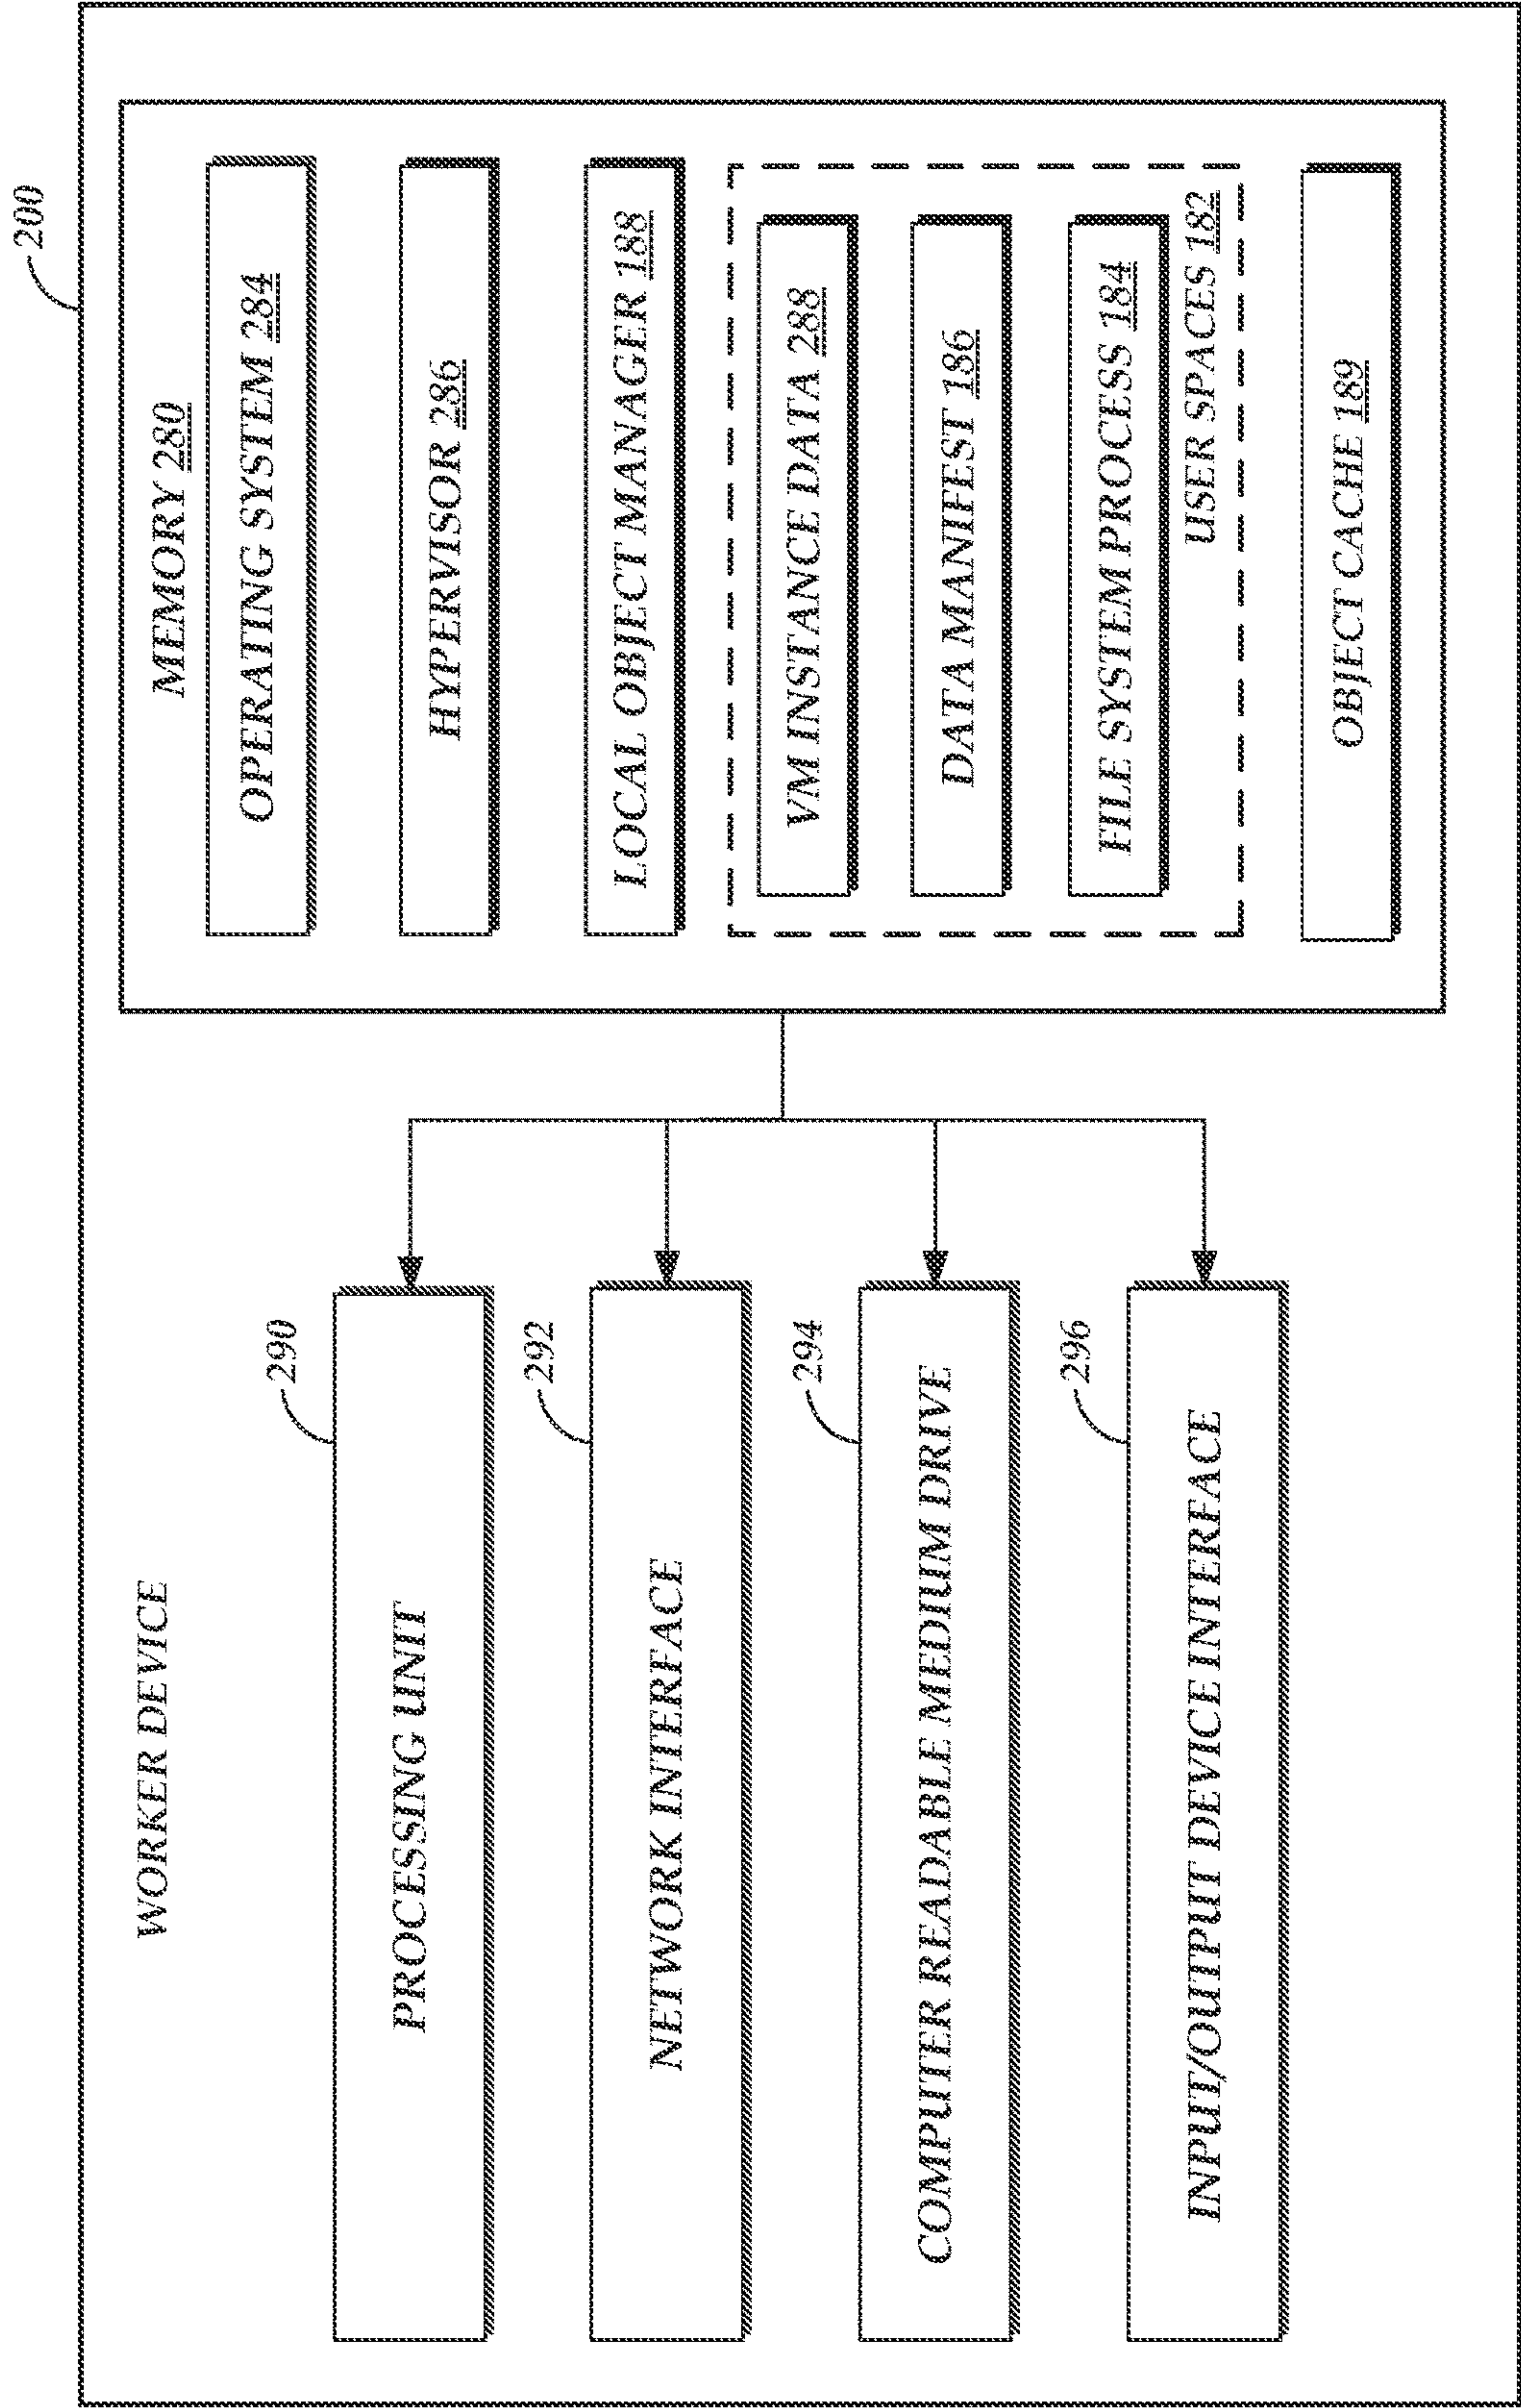 200
WORKER DEVICE
290
PROCESSING UNIT
292
NETWORK INTERFACE
294
COMPUTER READABLE MEDIUM DRIVE
296
INPUT/OUTPUT DEVICE INTERFACE
MEMORY 280
OPERATING SYSTEM 284
HYPERVISOR 286
LOCAL OBJECT MANAGER 188
VM INSTANCE DATA 288
DATA MANIFEST 186
FILE SYSTEM PROCESS 184
USER SPACES 182
OBJECT CACHE 189